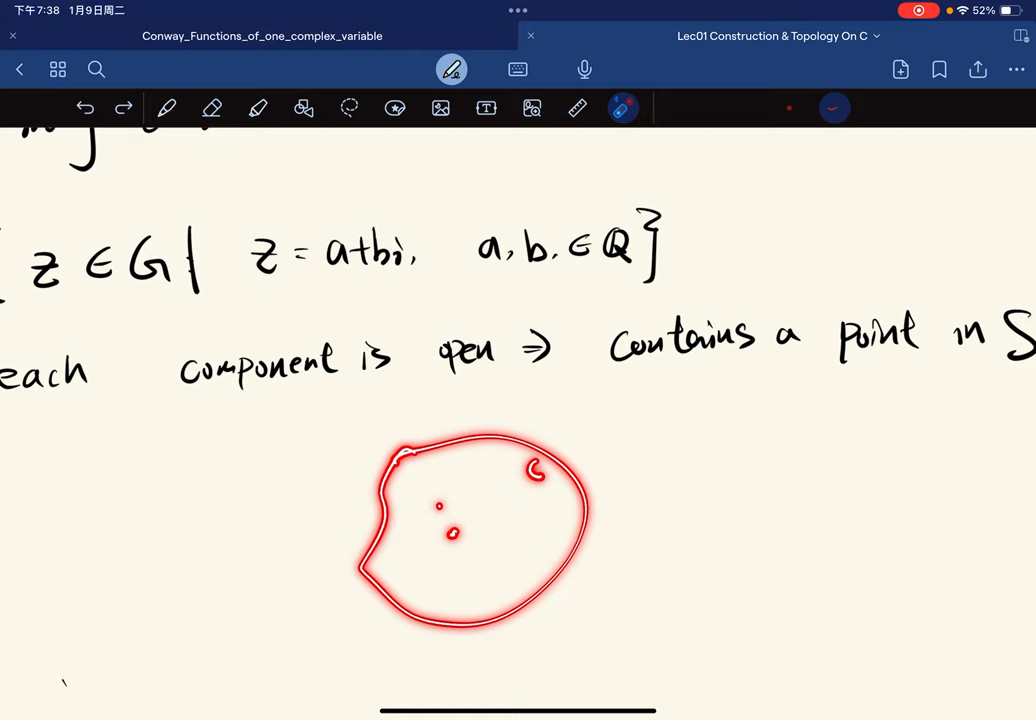 下午7:38 1月9日周二
52%
Conway_Functions_of_one_complex_variable
Lec01 Construction & Topology On C
z ∈ G | z = a+bi, a, b, ∈ Q}
each component is open ⇒ contains a point in S
C